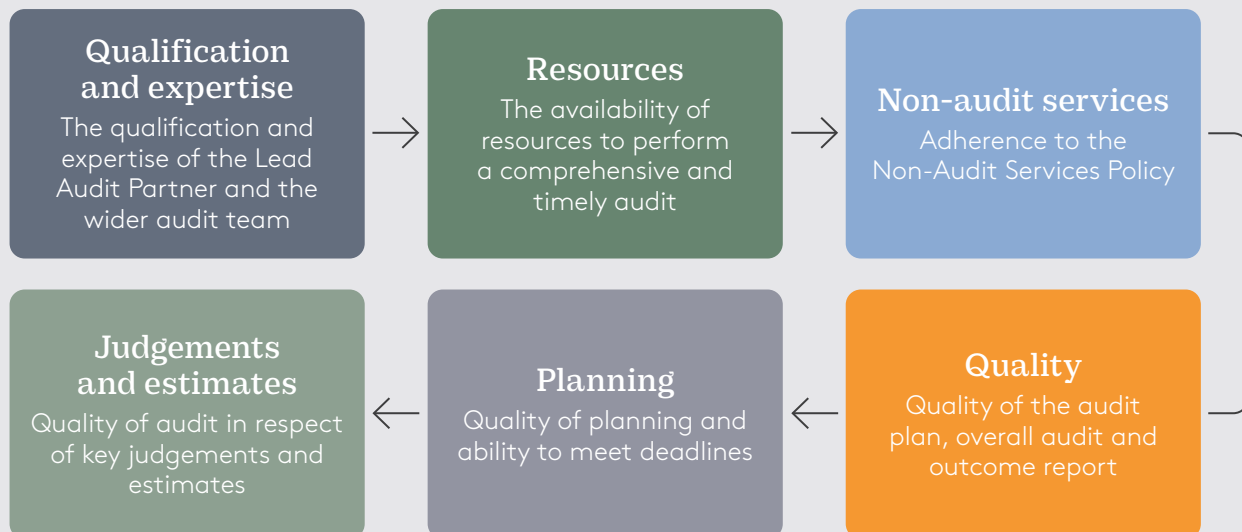 Qualification
and expertise
The qualification and
expertise of the Lead
Audit Partner and the
wider audit team
Resources
The availability of
resources to perform
a comprehensive and
timely audit
Non-audit services
Adherence to the
Non-Audit Services Policy
Quality
Quality of the audit
plan, overall audit and
outcome report
Planning
Quality of planning and
ability to meet deadlines
Judgements
and estimates
Quality of audit in respect
of key judgements and
estimates